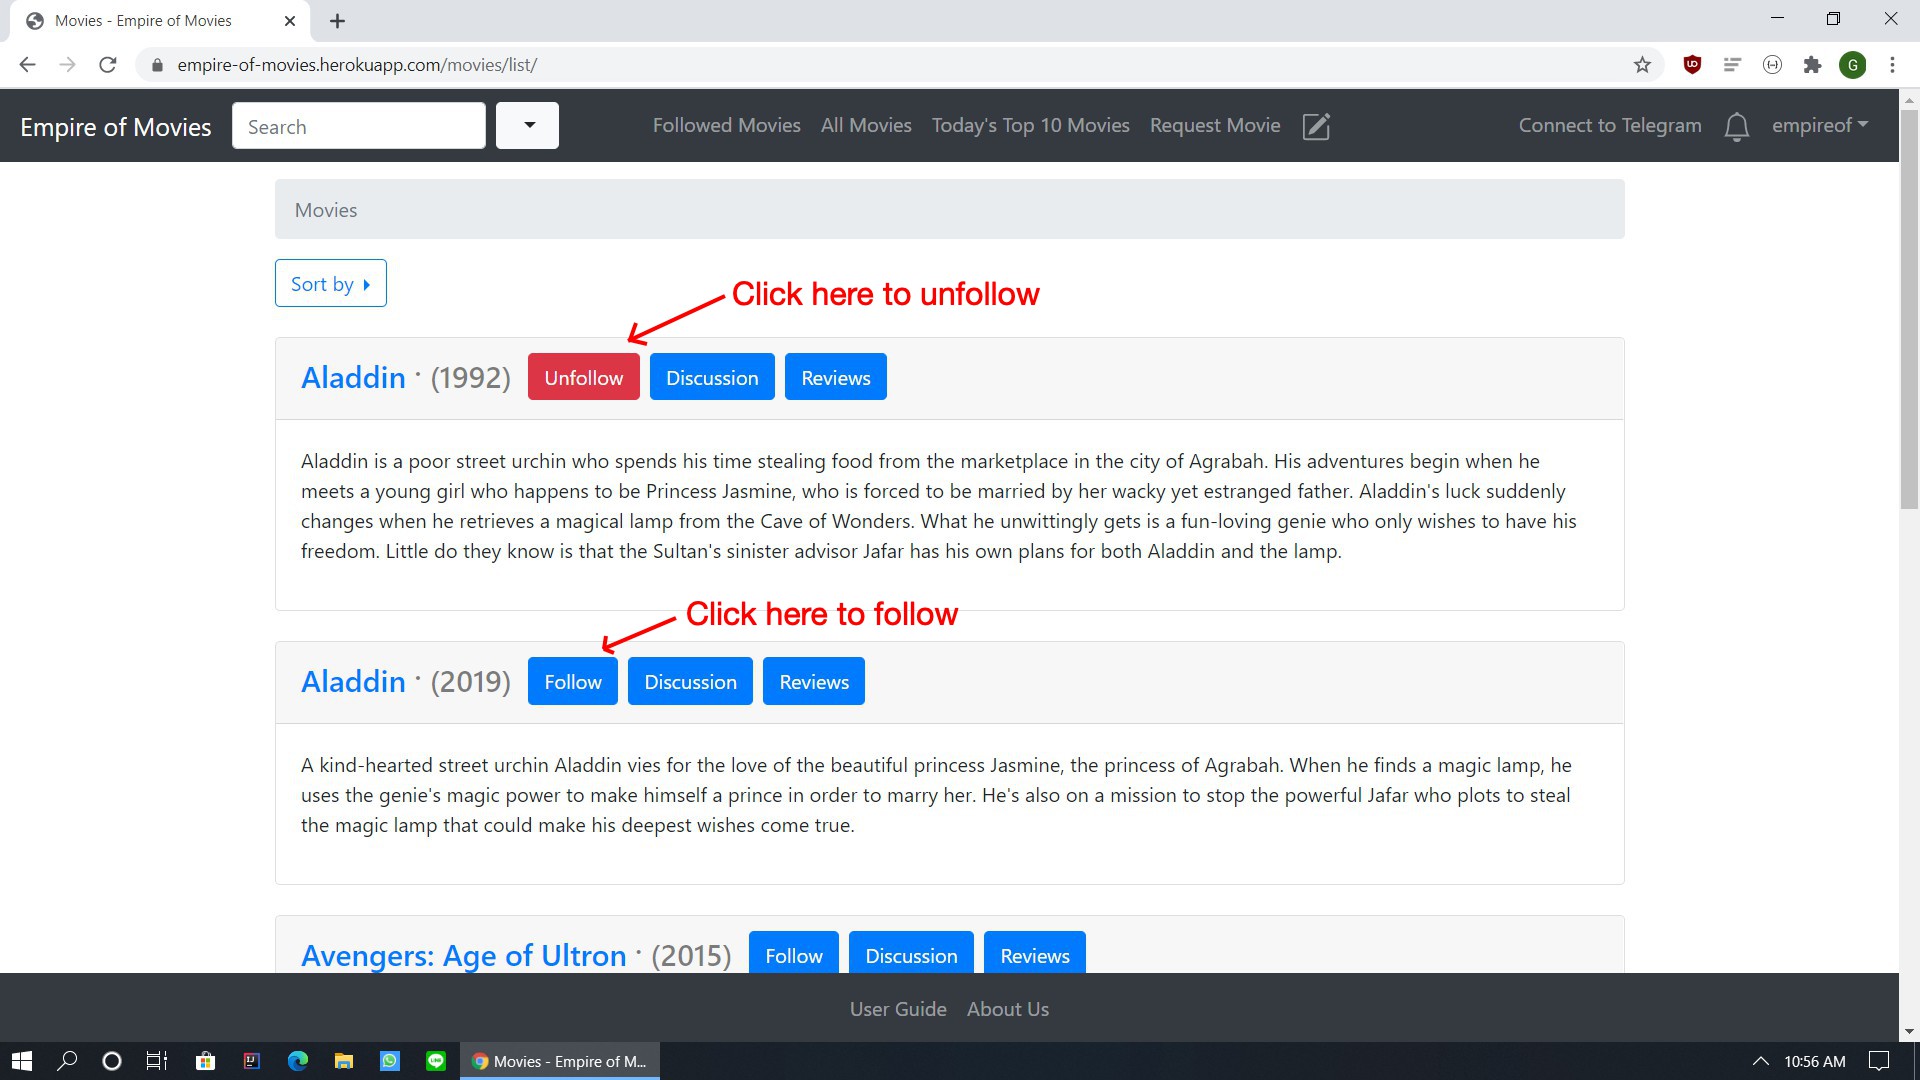 Movies - Empire of Movies
empire-of-movies.herokuapp.com/movies/list/
G
Empire of Movies Search Followed Movies All Movies Today's Top 10 Movies Request Movie Connect to Telegram empireof
Movies
Sort by
Click here to unfollow
Aladdin · (1992) Unfollow Discussion Reviews
Aladdin is a poor street urchin who spends his time stealing food from the marketplace in the city of Agrabah. His adventures begin when he
meets a young girl who happens to be Princess Jasmine, who is forced to be married by her wacky yet estranged father. Aladdin's luck suddenly
changes when he retrieves a magical lamp from the Cave of Wonders. What he unwittingly gets is a fun-loving genie who only wishes to have his
freedom. Little do they know is that the Sultan's sinister advisor Jafar has his own plans for both Aladdin and the lamp.
Click here to follow
Aladdin · (2019) Follow Discussion Reviews
A kind-hearted street urchin Aladdin vies for the love of the beautiful princess Jasmine, the princess of Agrabah. When he finds a magic lamp, he
uses the genie's magic power to make himself a prince in order to marry her. He's also on a mission to stop the powerful Jafar who plots to steal
the magic lamp that could make his deepest wishes come true.
Avengers: Age of Ultron · (2015) Follow Discussion Reviews
User Guide About Us
Movies - Empire of M... 10:56 AM